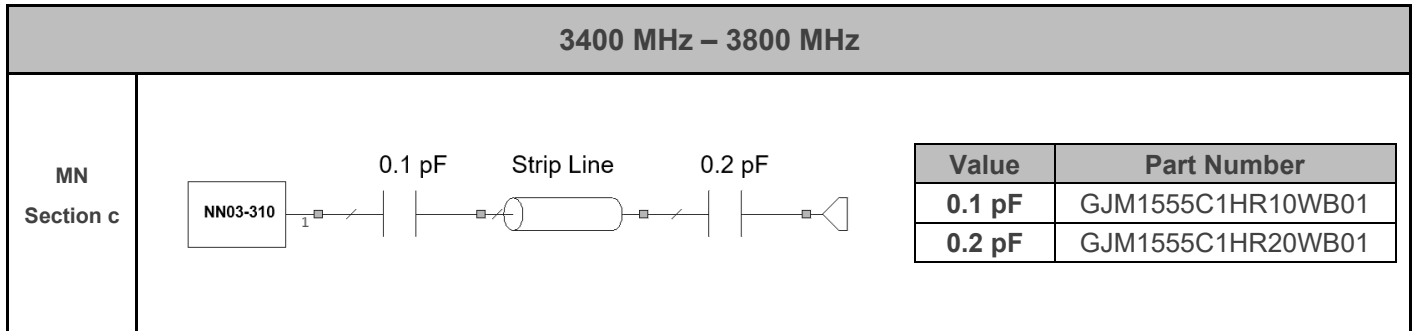 3400 MHz – 3800 MHz
MN
Section c
NN03-310
1
0.1 pF
Strip Line
0.2 pF
Value Part Number
0.1 pF GJM1555C1HR10WB01
0.2 pF GJM1555C1HR20WB01